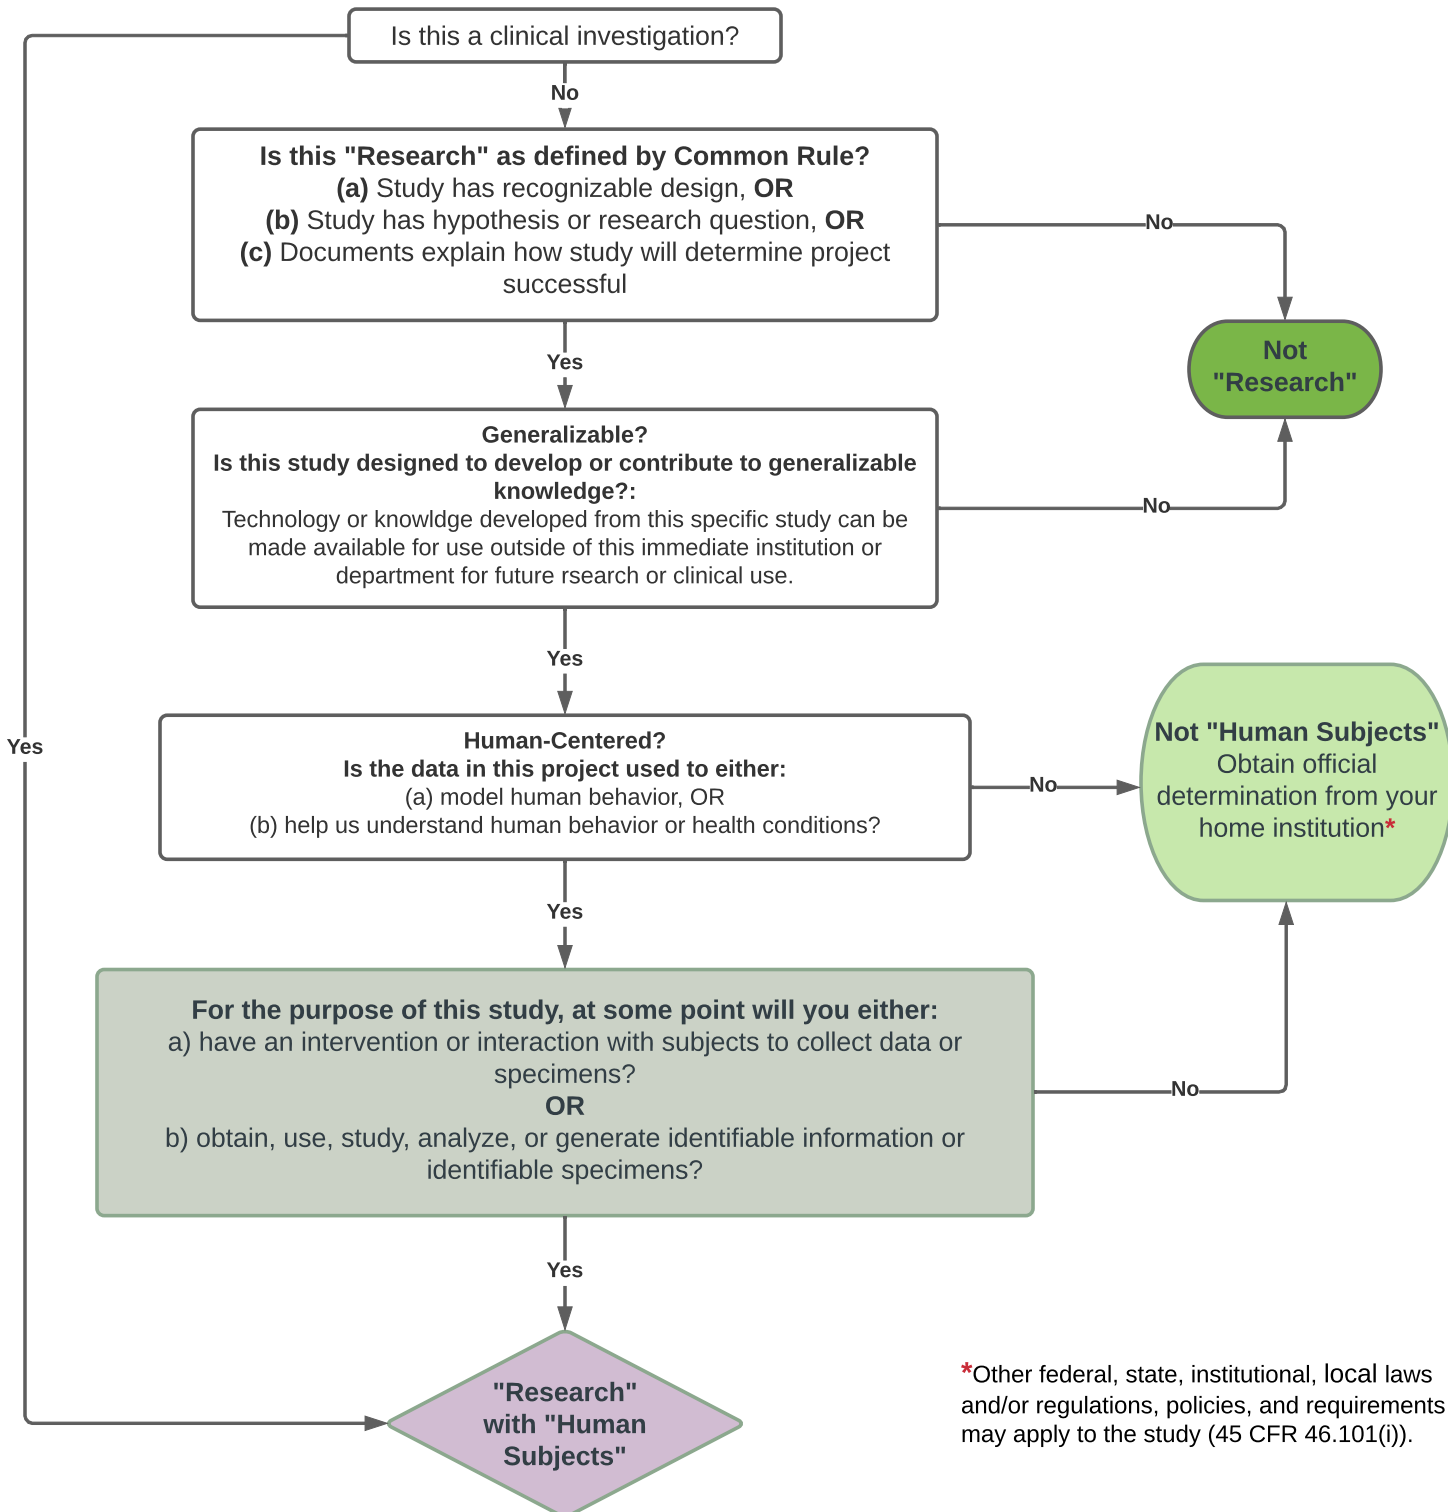 Is this a clinical investigation?
No
Is this "Research" as defined by Common Rule?
(a) Study has recognizable design, OR
(b) Study has hypothesis or research question, OR
(c) Documents explain how study will determine project
successful
No
Not
"Research"
Yes
Generalizable?
Is this study designed to develop or contribute to generalizable
knowledge?:
Technology or knowldge developed from this specific study can be
made available for use outside of this immediate institution or
department for future rsearch or clinical use.
No
Yes
Yes
Human-Centered?
Is the data in this project used to either:
(a) model human behavior, OR
(b) help us understand human behavior or health conditions?
No
Not "Human Subjects"
Obtain official
determination from your
home institution*
Yes
For the purpose of this study, at some point will you either:
a) have an intervention or interaction with subjects to collect data or
specimens?
OR
b) obtain, use, study, analyze, or generate identifiable information or
identifiable specimens?
No
Yes
"Research"
with "Human
Subjects"
*Other federal, state, institutional, local laws
and/or regulations, policies, and requirements
may apply to the study (45 CFR 46.101(i)).